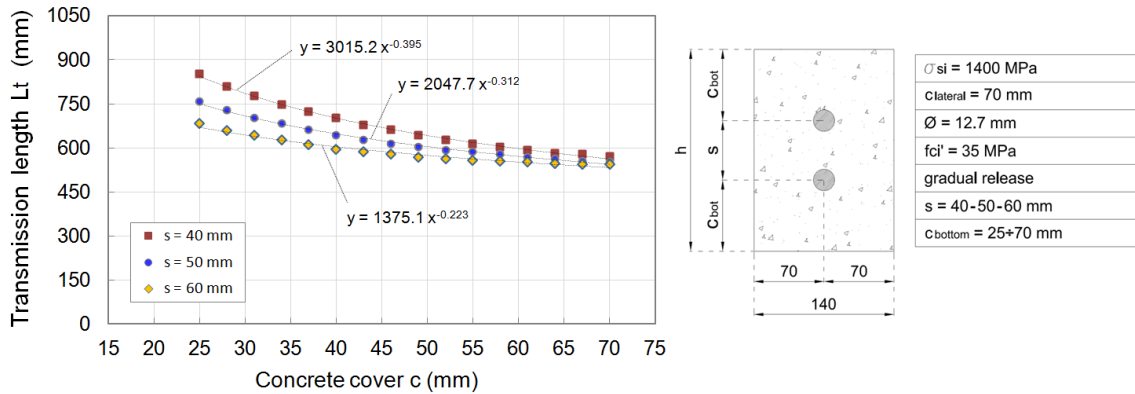 Transmission length Lt (mm)
1050
900
750
600
450
300
150
0
y = 3015.2 x^-0.395
y = 2047.7 x^-0.312
y = 1375.1 x^-0.223
s = 40 mm
s = 50 mm
s = 60 mm
15 20 25 30 35 40 45 50 55 60 65 70 75
Concrete cover c (mm)
h
Cbot
s
Cbot
70 70
140
σsi = 1400 MPa
clateral = 70 mm
Ø = 12.7 mm
fci' = 35 MPa
gradual release
s = 40-50-60 mm
cbottom = 25÷70 mm